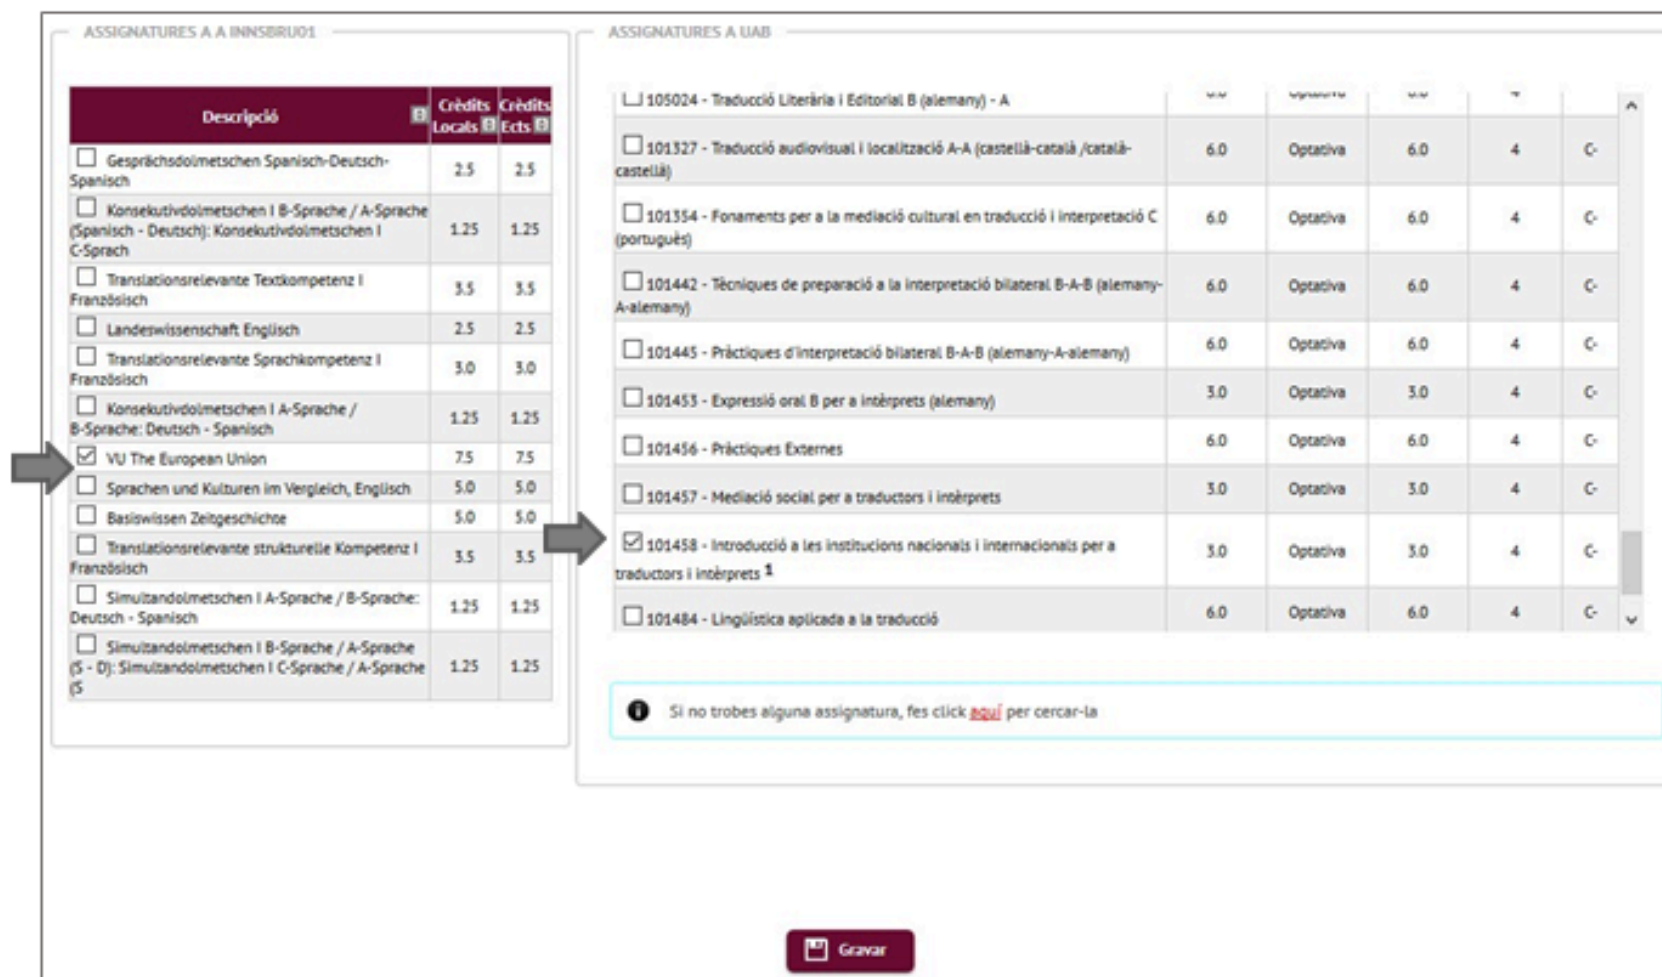 ASSIGNATURES A A INNSBRU01
Descripció Crèdits Locals Crèdits Ects
Gesprächsdolmetschen Spanisch-Deutsch-
Spanisch 2.5 2.5
Konsekutivdolmetschen I B-Sprache / A-Sprache
(Spanisch - Deutsch): Konsekutivdolmetschen I 1.25 1.25
C-Sprach
Translationsrelevante Textkompetenz I
Französisch 3.5 3.5
Landeswissenschaft Englisch 2.5 2.5
Translationsrelevante Sprachkompetenz I
Französisch 3.0 3.0
Konsekutivdolmetschen I A-Sprache /
B-Sprache: Deutsch - Spanisch 1.25 1.25
VU The European Union 7.5 7.5
Sprachen und Kulturen im Vergleich, Englisch 5.0 5.0
Basiswissen Zeitgeschichte 5.0 5.0
Translationsrelevante strukturelle Kompetenz I
Französisch 3.5 3.5
Simultandolmetschen I A-Sprache / B-Sprache:
Deutsch - Spanisch 1.25 1.25
Simultandolmetschen I B-Sprache / A-Sprache
(S - D): Simultandolmetschen I C-Sprache / A-Sprache 1.25 1.25
(S
ASSIGNATURES A UAB
105024 - Traducció Literària i Editorial B (alemany) - A
101327 - Traducció audiovisual i localització A-A (castellà-català /català- 6.0 Optativa 6.0 4 C-
castellà)
101354 - Fonaments per a la mediació cultural en traducció i interpretació C 6.0 Optativa 6.0 4 C-
(portuguès)
101442 - Tècniques de preparació a la interpretació bilateral B-A-B (alemany- 6.0 Optativa 6.0 4 C-
A-alemany)
101445 - Pràctiques d'interpretació bilateral B-A-B (alemany-A-alemany) 6.0 Optativa 6.0 4 C-
101453 - Expressió oral B per a intèrprets (alemany) 3.0 Optativa 3.0 4 C-
101456 - Pràctiques Externes 6.0 Optativa 6.0 4 C-
101457 - Mediació social per a traductors i intèrprets 3.0 Optativa 3.0 4 C-
101458 - Introducció a les institucions nacionals i internacionals per a 3.0 Optativa 3.0 4 C-
traductors i intèrprets 1
101484 - Lingüística aplicada a la traducció 6.0 Optativa 6.0 4 C-
Si no trobes alguna assignatura, fes click aquí per cercar-la
Gravar